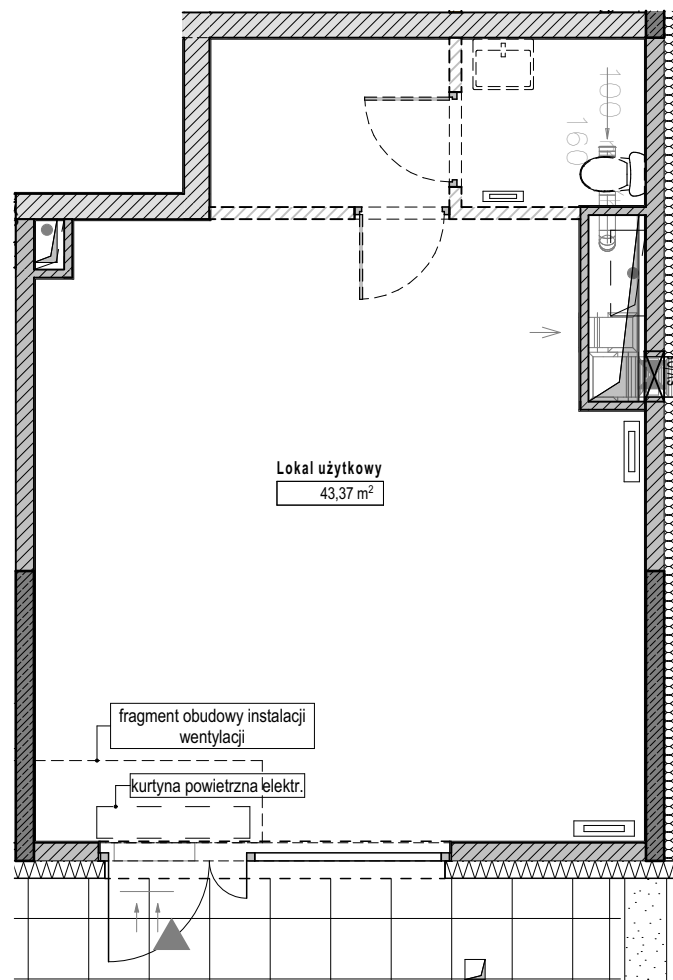 100
160
Lokal użytkowy
43,37 m²
fragment obudowy instalacji
wentylacji
kurtyna powietrzna elektr.